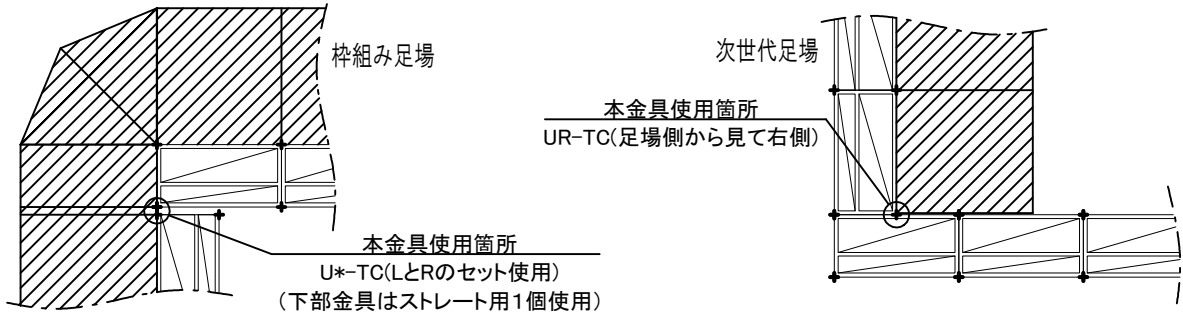 枠組み足場
本金具使用箇所
U*-TC(LとRのセット使用)
(下部金具はストレート用1個使用)
次世代足場
本金具使用箇所
UR-TC(足場側から見て右側)